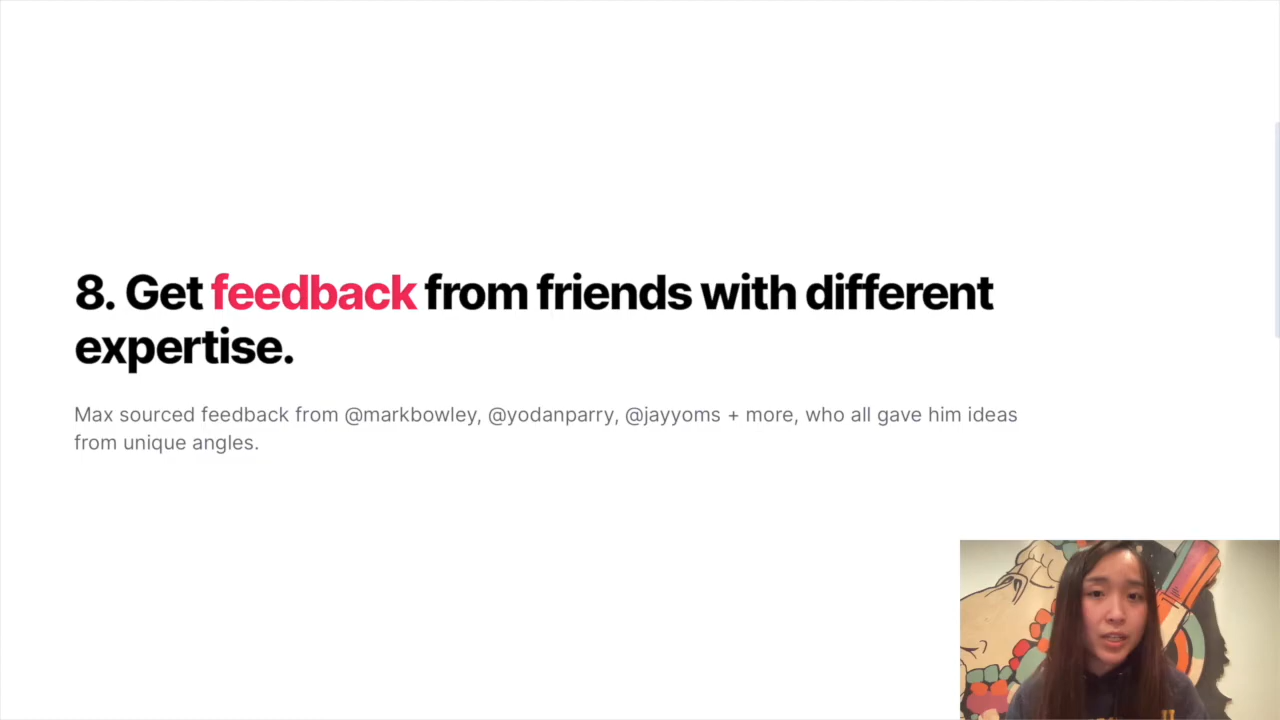 8. Get feedback from friends with different
expertise.
Max sourced feedback from @markbowley, @yodanparry, @jayyoms + more, who all gave him ideas
from unique angles.